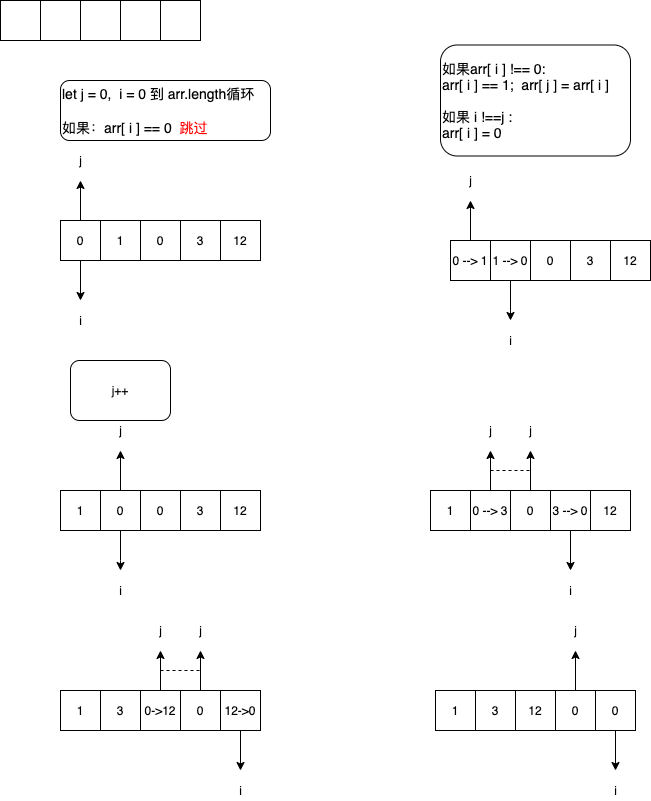 let j = 0,  i = 0 到 arr.length循环
如果：arr[ i ] == 0  跳过
j
0 1 0 3 12
i
如果arr[ i ] !== 0:
arr[ i ] == 1;  arr[ j ] = arr[ i ]
如果 i !==j :
arr[ i ] = 0
j
0 --> 1 1 --> 0 0 3 12
i
j++
j
1 0 0 3 12
i
j j
1 0 --> 3 0 3 --> 0 12
i
j j
1 3 0->12 0 12->0
i
j
1 3 12 0 0
i